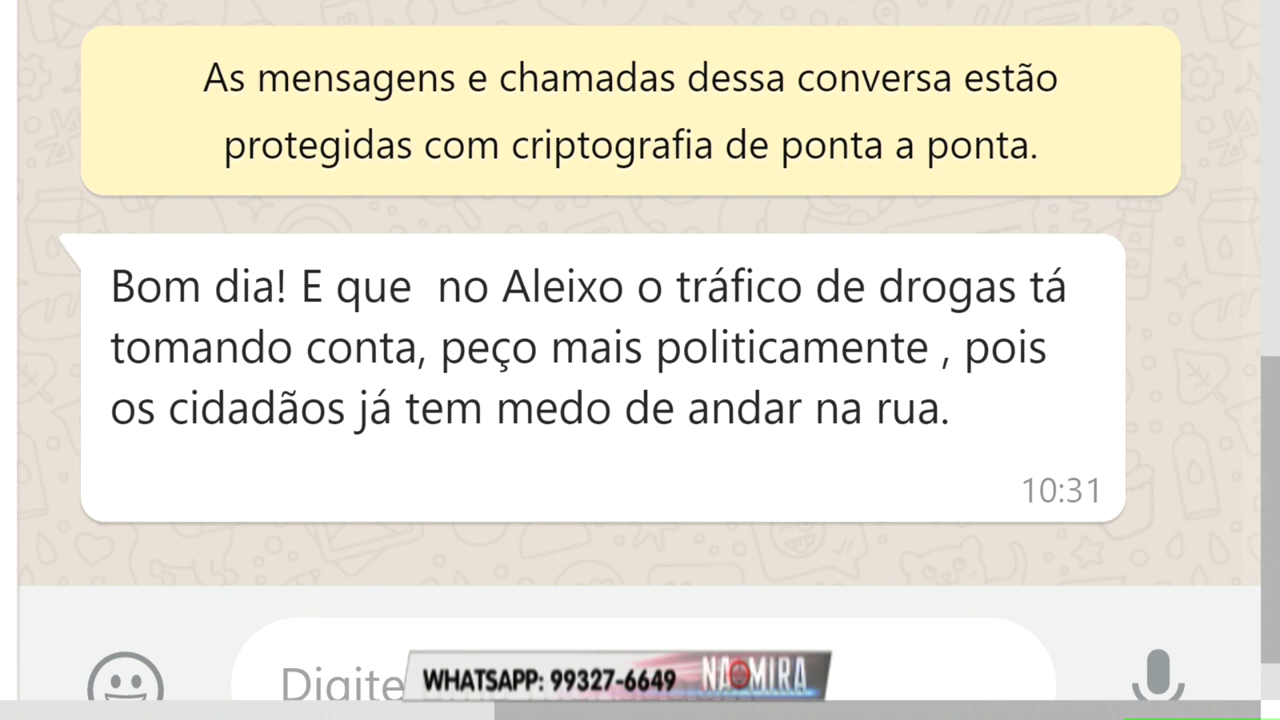 As mensagens e chamadas dessa conversa estão
protegidas com criptografia de ponta a ponta.
Bom dia! E que  no Aleixo o tráfico de drogas tá
tomando conta, peço mais politicamente , pois
os cidadãos já tem medo de andar na rua.
10:31
Digite
WHATSAPP: 99327-6649 NA MIRA